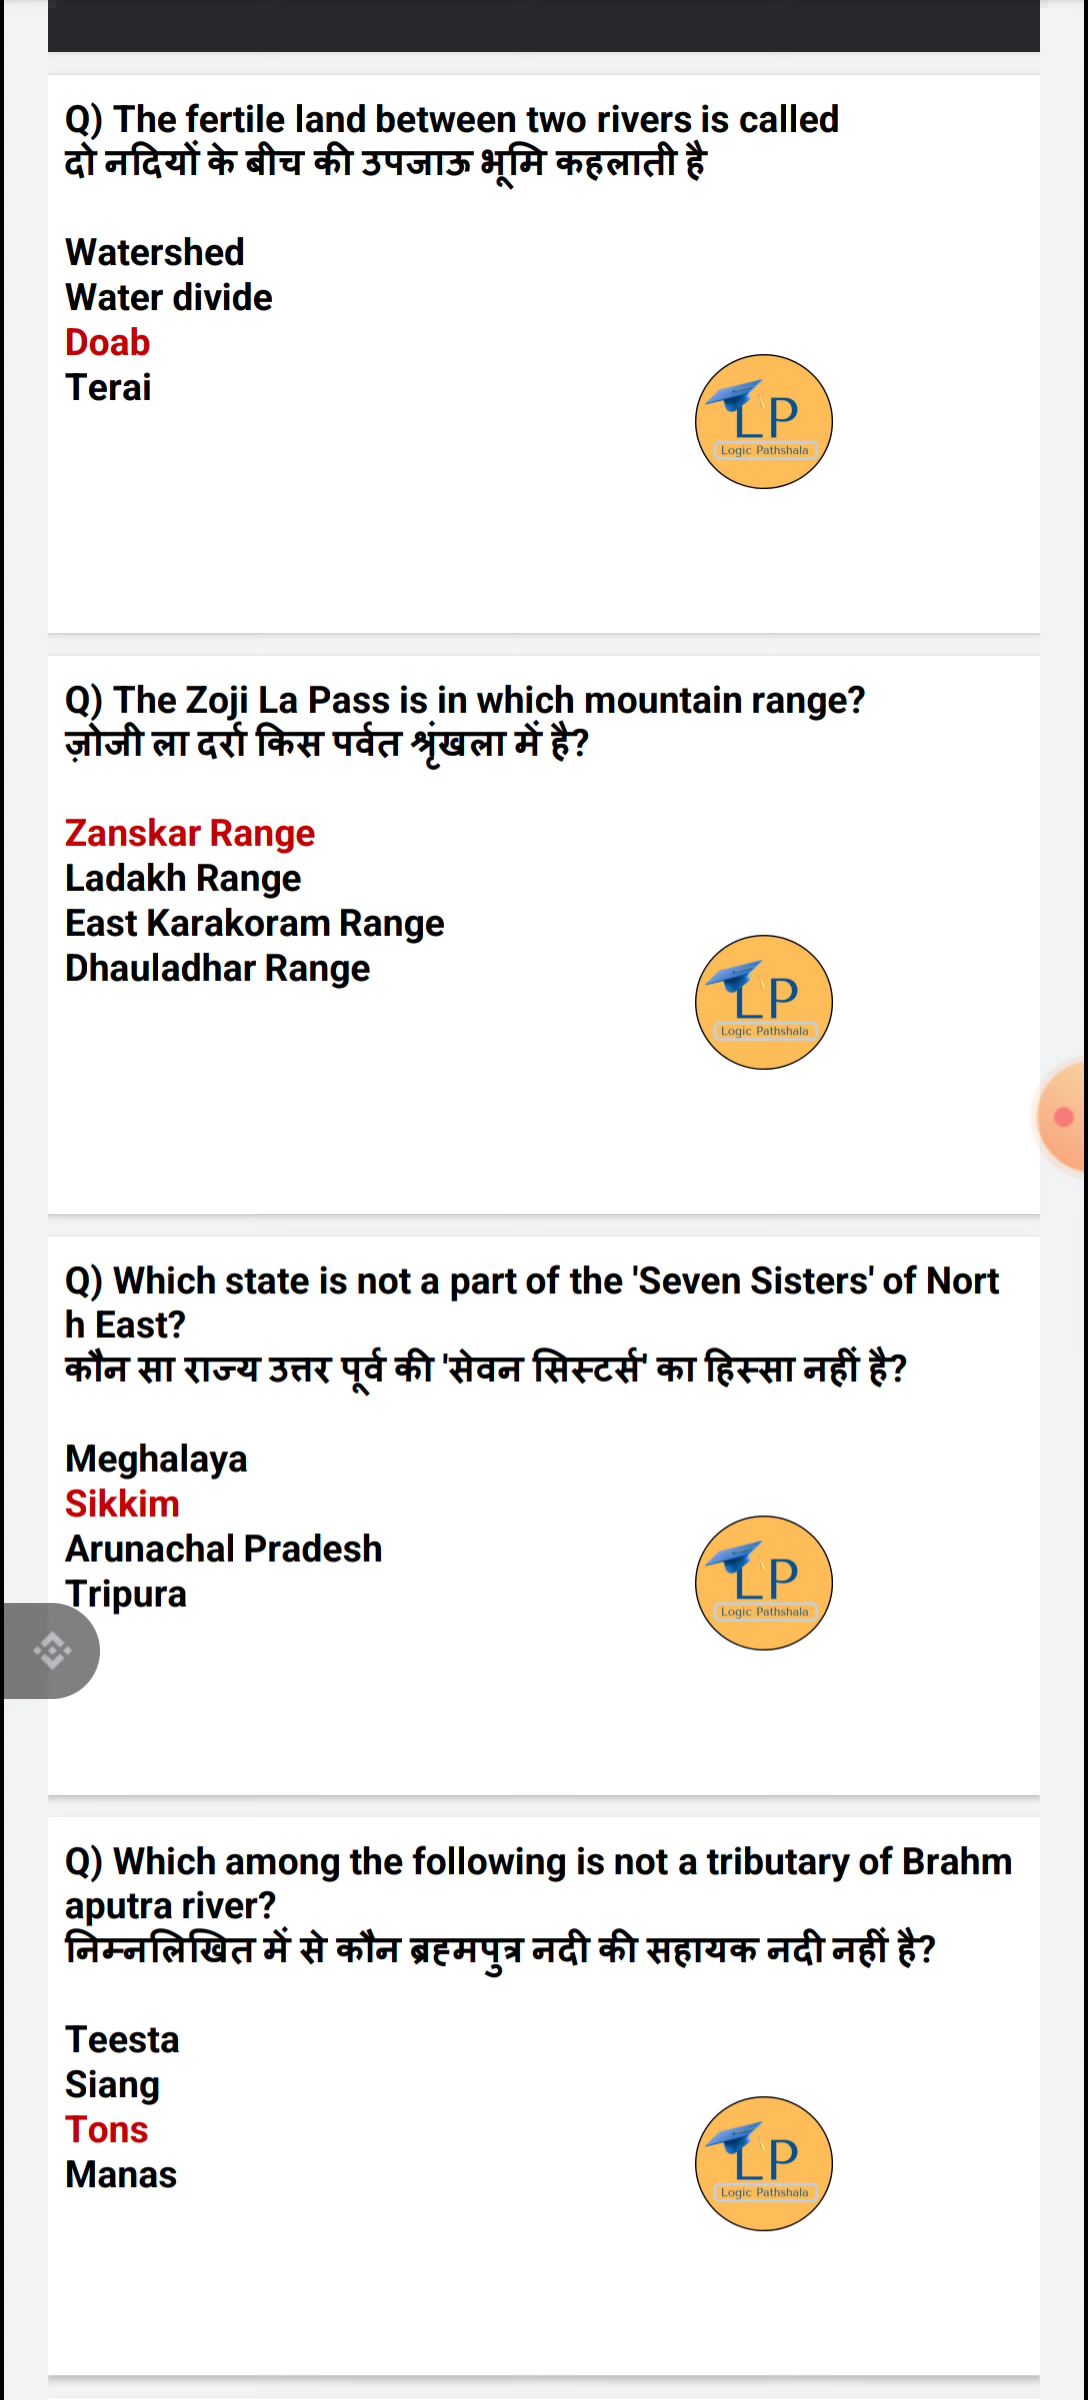 Q) The fertile land between two rivers is called
दो नदियों के बीच की उपजाऊ भूमि कहलाती है
Watershed
Water divide
Doab
Terai
LP
Logic Pathshala
Q) The Zoji La Pass is in which mountain range?
ज़ोजी ला दर्रा किस पर्वत श्रृंखला में है?
Zanskar Range
Ladakh Range
East Karakoram Range
Dhauladhar Range
LP
Logic Pathshala
Q) Which state is not a part of the 'Seven Sisters' of Nort
h East?
कौन सा राज्य उत्तर पूर्व की 'सेवन सिस्टर्स' का हिस्सा नहीं है?
Meghalaya
Sikkim
Arunachal Pradesh
Tripura
LP
Logic Pathshala
Q) Which among the following is not a tributary of Brahm
aputra river?
निम्नलिखित में से कौन ब्रह्मपुत्र नदी की सहायक नदी नहीं है?
Teesta
Siang
Tons
Manas
LP
Logic Pathshala